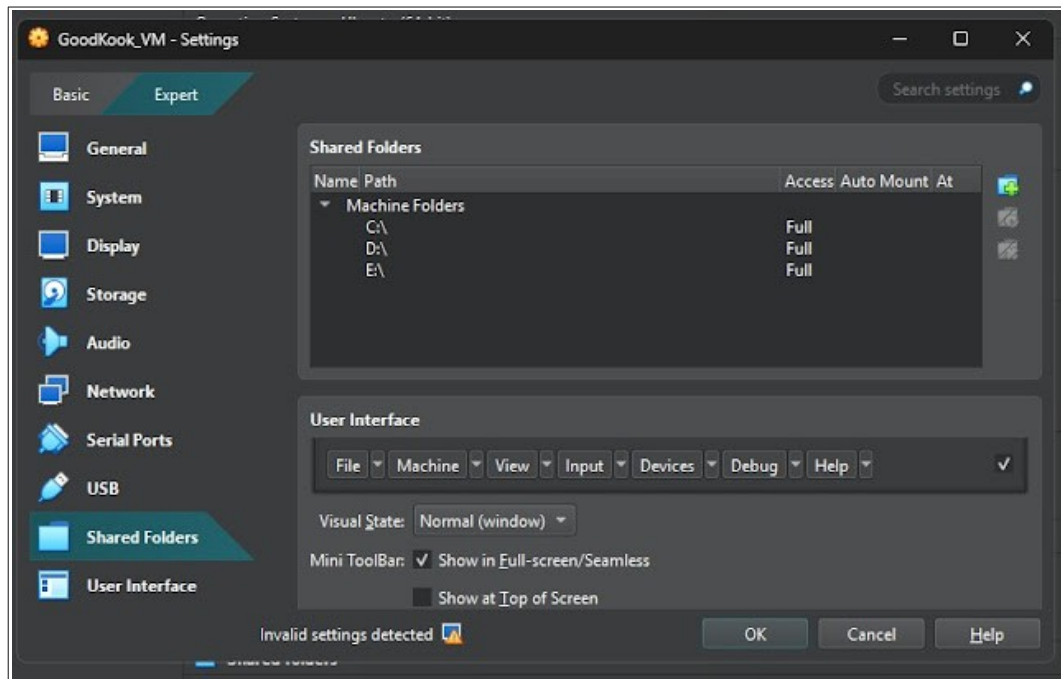 GoodKook_VM - Settings
Basic
Expert
Search settings
General
System
Display
Storage
Audio
Network
Serial Ports
USB
Shared Folders
User Interface
Shared Folders
Name Path Access Auto Mount At
Machine Folders
C:\ Full
D:\ Full
E:\ Full
User Interface
File Machine View Input Devices Debug Help
Visual State: Normal (window)
Mini ToolBar: Show in Full-screen/Seamless
Show at Top of Screen
Invalid settings detected
OK Cancel Help